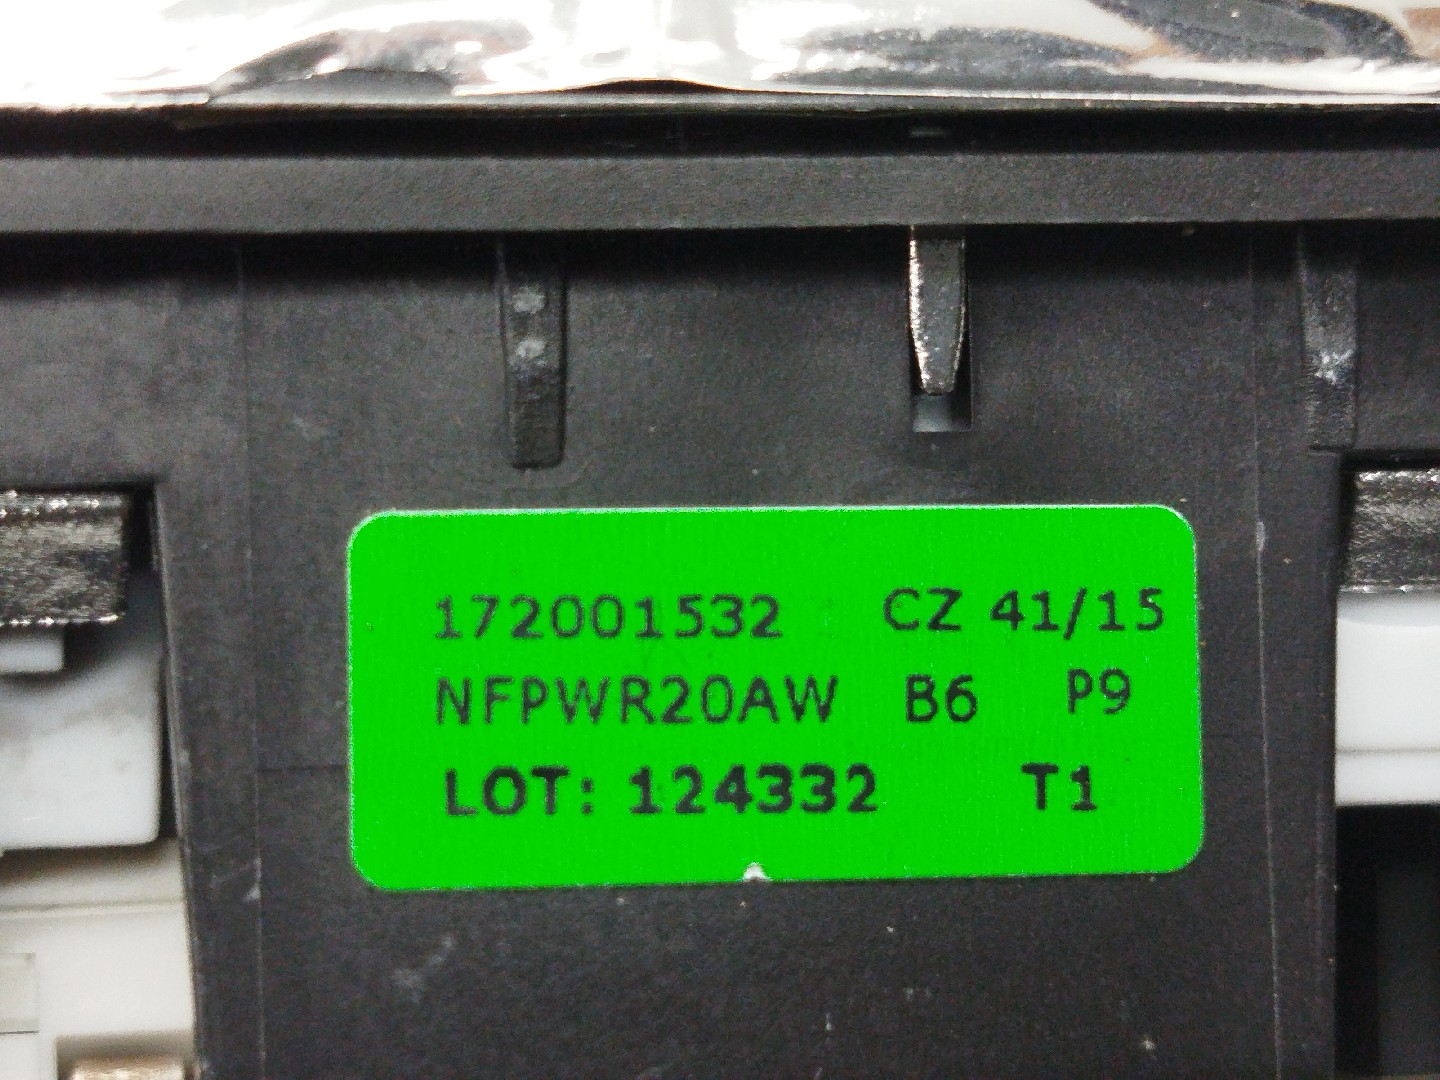 172001532 CZ 41/15
NFPWR20AW B6 P9
LOT: 124332 T1